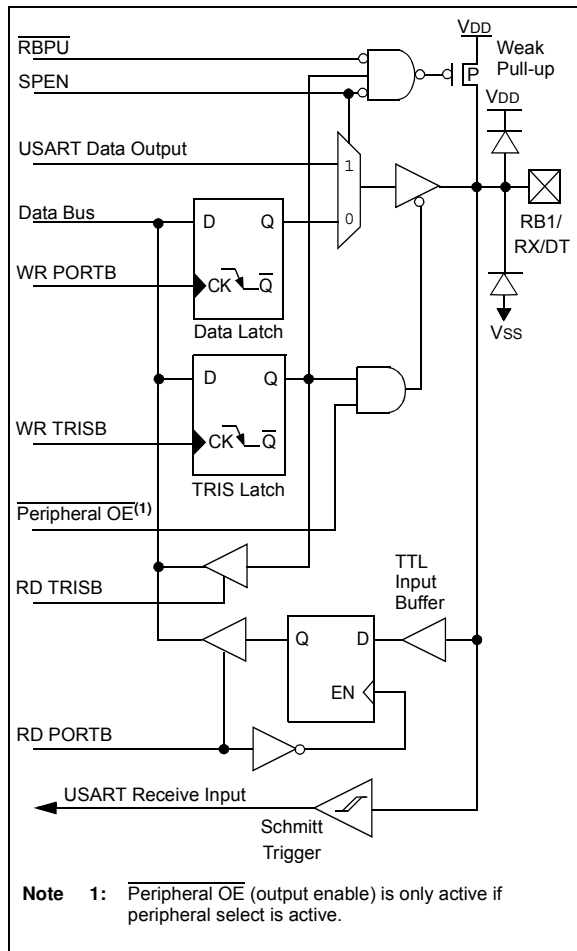 RBPU
VDD
Weak
Pull-up
SPEN
P
VDD
USART Data Output
1
Data Bus
D Q
0
RB1/
RX/DT
WR PORTB
CK Q
Data Latch
VSS
D Q
WR TRISB
CK Q
TRIS Latch
Peripheral OE(1)
TTL
Input
Buffer
RD TRISB
Q D
EN
RD PORTB
USART Receive Input
Schmitt
Trigger
Note 1: Peripheral OE (output enable) is only active if
peripheral select is active.